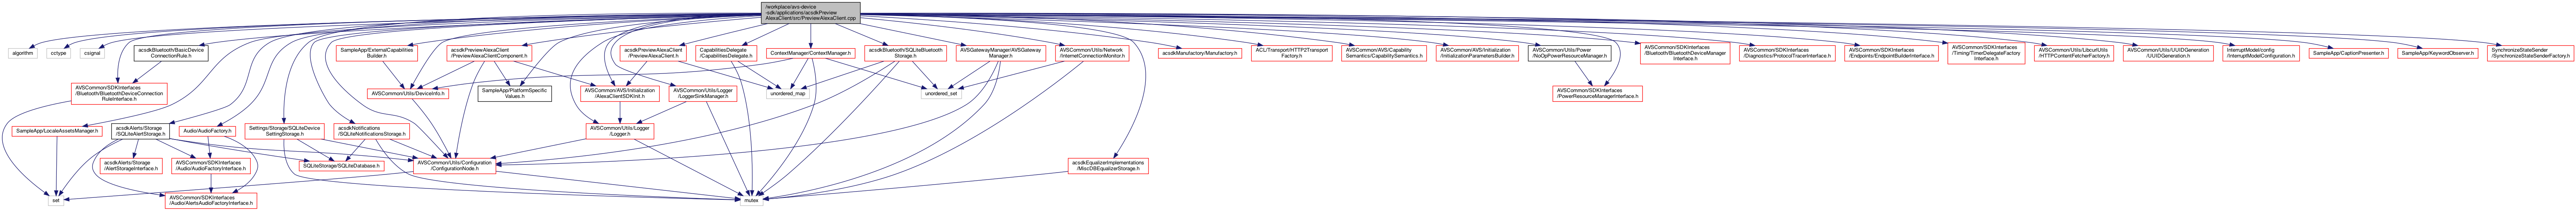 /workplace/avs-device
-sdk/applications/acsdkPreview
AlexaClient/src/PreviewAlexaClient.cpp
algorithm
cctype
csignal
acsdkBluetooth/BasicDevice
ConnectionRule.h
SampleApp/ExternalCapabilities
Builder.h
acsdkPreviewAlexaClient
/PreviewAlexaClientComponent.h
acsdkPreviewAlexaClient
/PreviewAlexaClient.h
CapabilitiesDelegate
/CapabilitiesDelegate.h
ContextManager/ContextManager.h
acsdkBluetooth/SQLiteBluetooth
Storage.h
AVSGatewayManager/AVSGateway
Manager.h
AVSCommon/Utils/Network
/InternetConnectionMonitor.h
acsdkManufactory/Manufactory.h
ACL/Transport/HTTP2Transport
Factory.h
AVSCommon/AVS/Capability
Semantics/CapabilitySemantics.h
AVSCommon/AVS/Initialization
/InitializationParametersBuilder.h
AVSCommon/Utils/Power
/NoOpPowerResourceManager.h
AVSCommon/SDKInterfaces
/Bluetooth/BluetoothDeviceManager
Interface.h
AVSCommon/SDKInterfaces
/Diagnostics/ProtocolTracerInterface.h
AVSCommon/SDKInterfaces
/Endpoints/EndpointBuilderInterface.h
AVSCommon/SDKInterfaces
/Timing/TimerDelegateFactory
Interface.h
AVSCommon/Utils/LibcurlUtils
/HTTPContentFetcherFactory.h
AVSCommon/Utils/UUIDGeneration
/UUIDGeneration.h
InterruptModel/config
/InterruptModelConfiguration.h
SampleApp/CaptionPresenter.h
SampleApp/KeywordObserver.h
SynchronizeStateSender
/SynchronizeStateSenderFactory.h
AVSCommon/SDKInterfaces
/Bluetooth/BluetoothDeviceConnection
RuleInterface.h
AVSCommon/Utils/DeviceInfo.h
SampleApp/PlatformSpecific
Values.h
AVSCommon/AVS/Initialization
/AlexaClientSDKInit.h
AVSCommon/Utils/Logger
/LoggerSinkManager.h
unordered_map
unordered_set
AVSCommon/SDKInterfaces
/PowerResourceManagerInterface.h
SampleApp/LocaleAssetsManager.h
acsdkAlerts/Storage
/SQLiteAlertStorage.h
Audio/AudioFactory.h
Settings/Storage/SQLiteDevice
SettingStorage.h
acsdkNotifications
/SQLiteNotificationsStorage.h
AVSCommon/Utils/Logger
/Logger.h
acsdkAlerts/Storage
/AlertStorageInterface.h
AVSCommon/SDKInterfaces
/Audio/AudioFactoryInterface.h
SQLiteStorage/SQLiteDatabase.h
AVSCommon/Utils/Configuration
/ConfigurationNode.h
acsdkEqualizerImplementations
/MiscDBEqualizerStorage.h
set
AVSCommon/SDKInterfaces
/Audio/AlertsAudioFactoryInterface.h
mutex